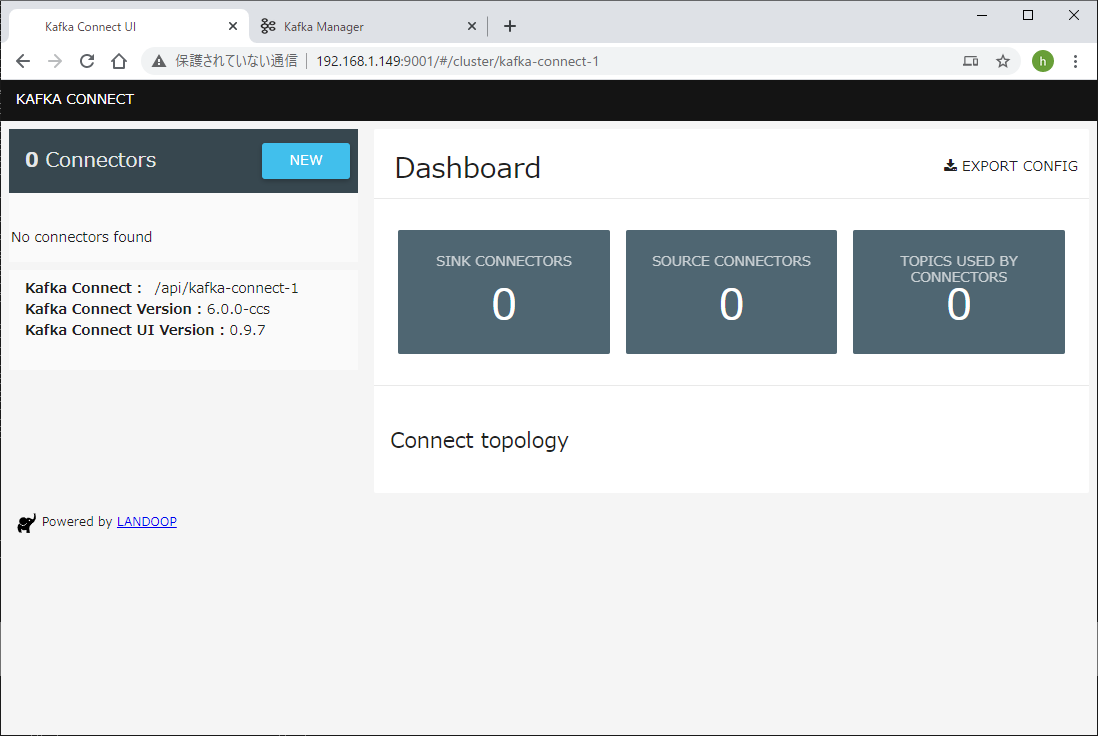 Kafka Connect UI
Kafka Manager
保護されていない通信
192.168.1.149:9001/#/cluster/kafka-connect-1
h
KAFKA CONNECT
0 Connectors
NEW
No connectors found
Kafka Connect : /api/kafka-connect-1
Kafka Connect Version : 6.0.0-ccs
Kafka Connect UI Version : 0.9.7
Powered by LANDOOP
Dashboard
EXPORT CONFIG
SINK CONNECTORS
0
SOURCE CONNECTORS
0
TOPICS USED BY
CONNECTORS
0
Connect topology